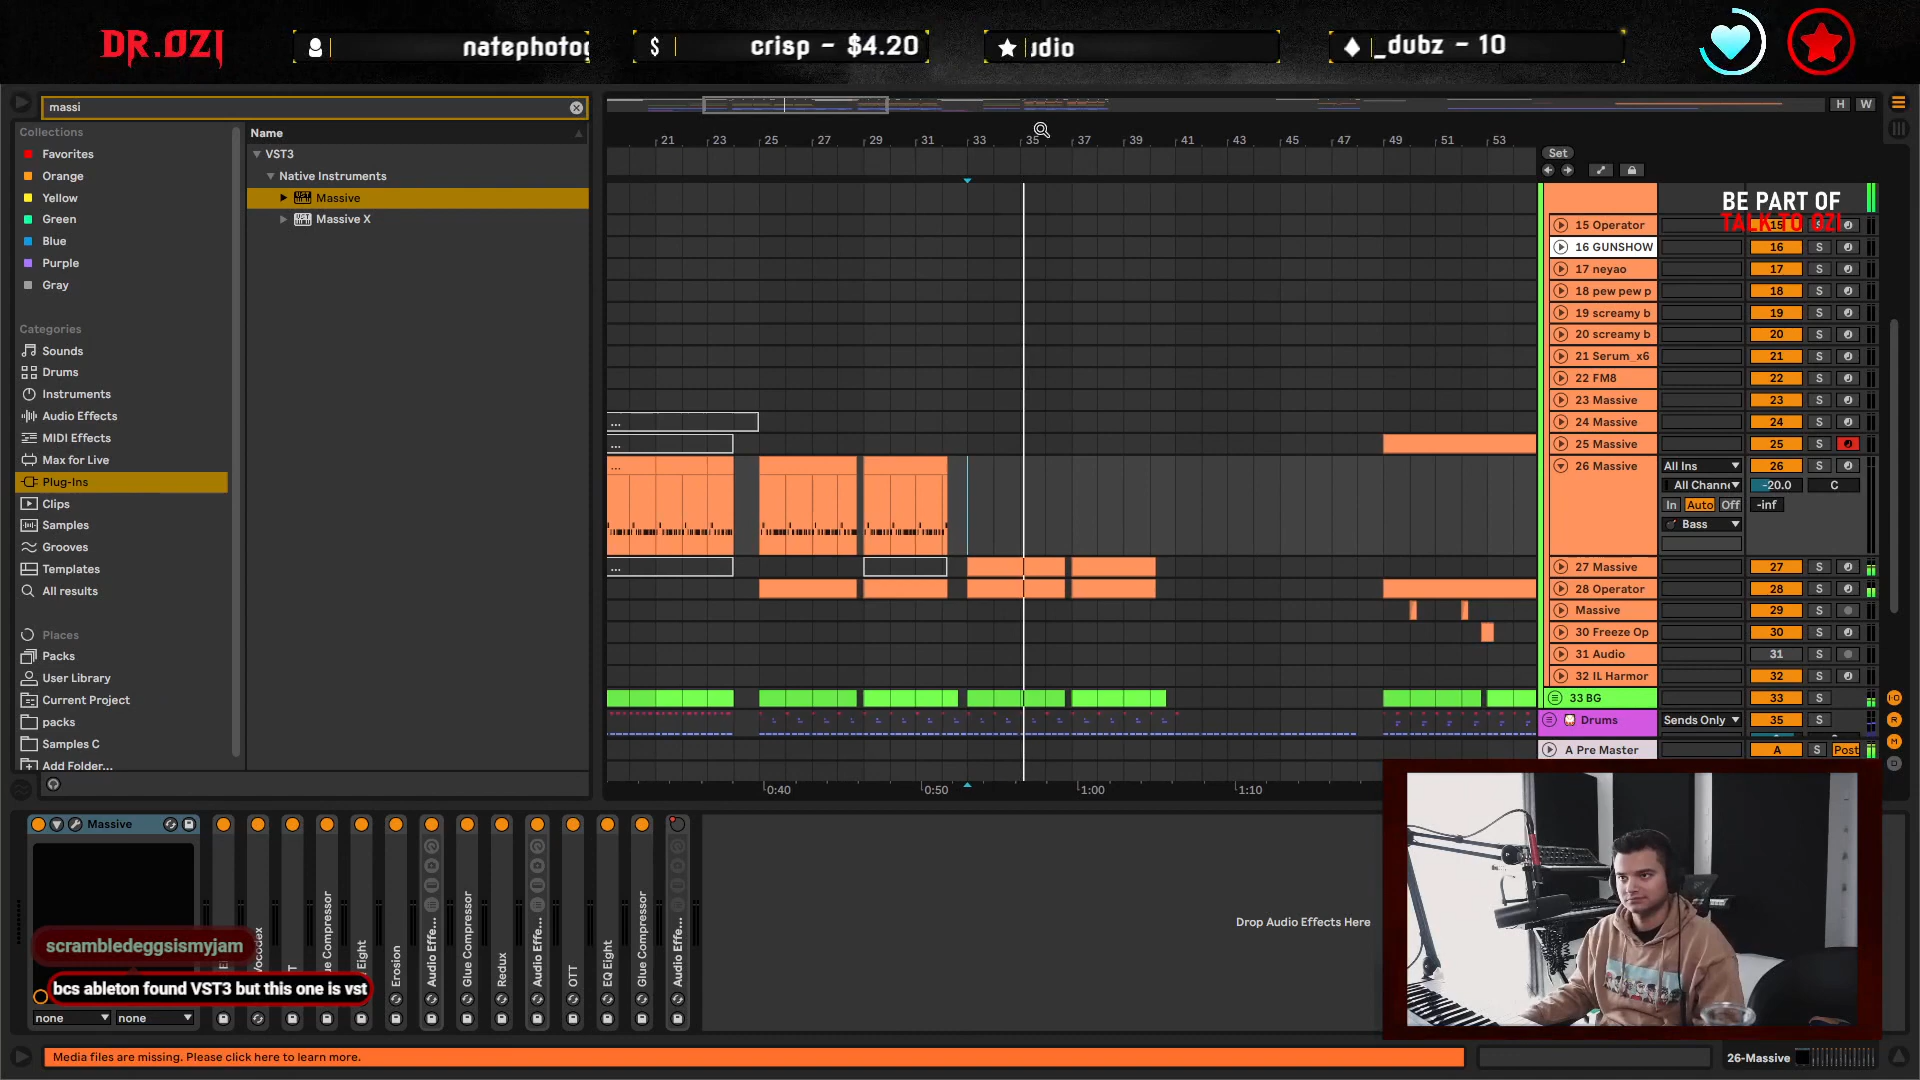 DR.OZI
natephotog
$ crisp - $4.20
udio
_dubz - 10
massi
H W
Collections
Favorites
Orange
Yellow
Green
Blue
Purple
Gray
Categories
Sounds
Drums
Instruments
Audio Effects
MIDI Effects
Max for Live
Plug-Ins
Clips
Samples
Grooves
Templates
All results
Places
Packs
User Library
Current Project
packs
Samples C
Add Folder...
Name
VST3
Native Instruments
Massive
Massive X
21 23 25 27 29 31 33 35 37 39 41 43 45 47 49 51 53
Set
BE PART OF
TALK TO OZI
15 Operator 15 S
16 GUNSHOW 16 S
17 neyao 17 S
18 pew pew p 18 S
19 screamy b 19 S
20 screamy b 20 S
21 Serum_x6 21 S
22 FM8 22 S
23 Massive 23 S
24 Massive 24 S
25 Massive 25 S
26 Massive All Ins 26 S
All Channe -20.0 C
In Auto Off -inf
Bass
27 Massive 27 S
28 Operator 28 S
Massive 29 S
30 Freeze Op 30 S
31 Audio 31 S
32 IL Harmor 32 S
33 BG 33 S
Drums Sends Only 35 S
A Pre Master A S Post
...
...
...
...
0:40 0:50 1:00 1:10
Massive
Vocodex
Glue Compressor
Eight
Erosion
Audio Effe...
Glue Compressor
Redux
Audio Effe...
OTT
EQ Eight
Glue Compressor
Audio Effe...
Drop Audio Effects Here
scrambledeggsismyjam
bcs ableton found VST3 but this one is vst
none none
Media files are missing. Please click here to learn more.
26-Massive